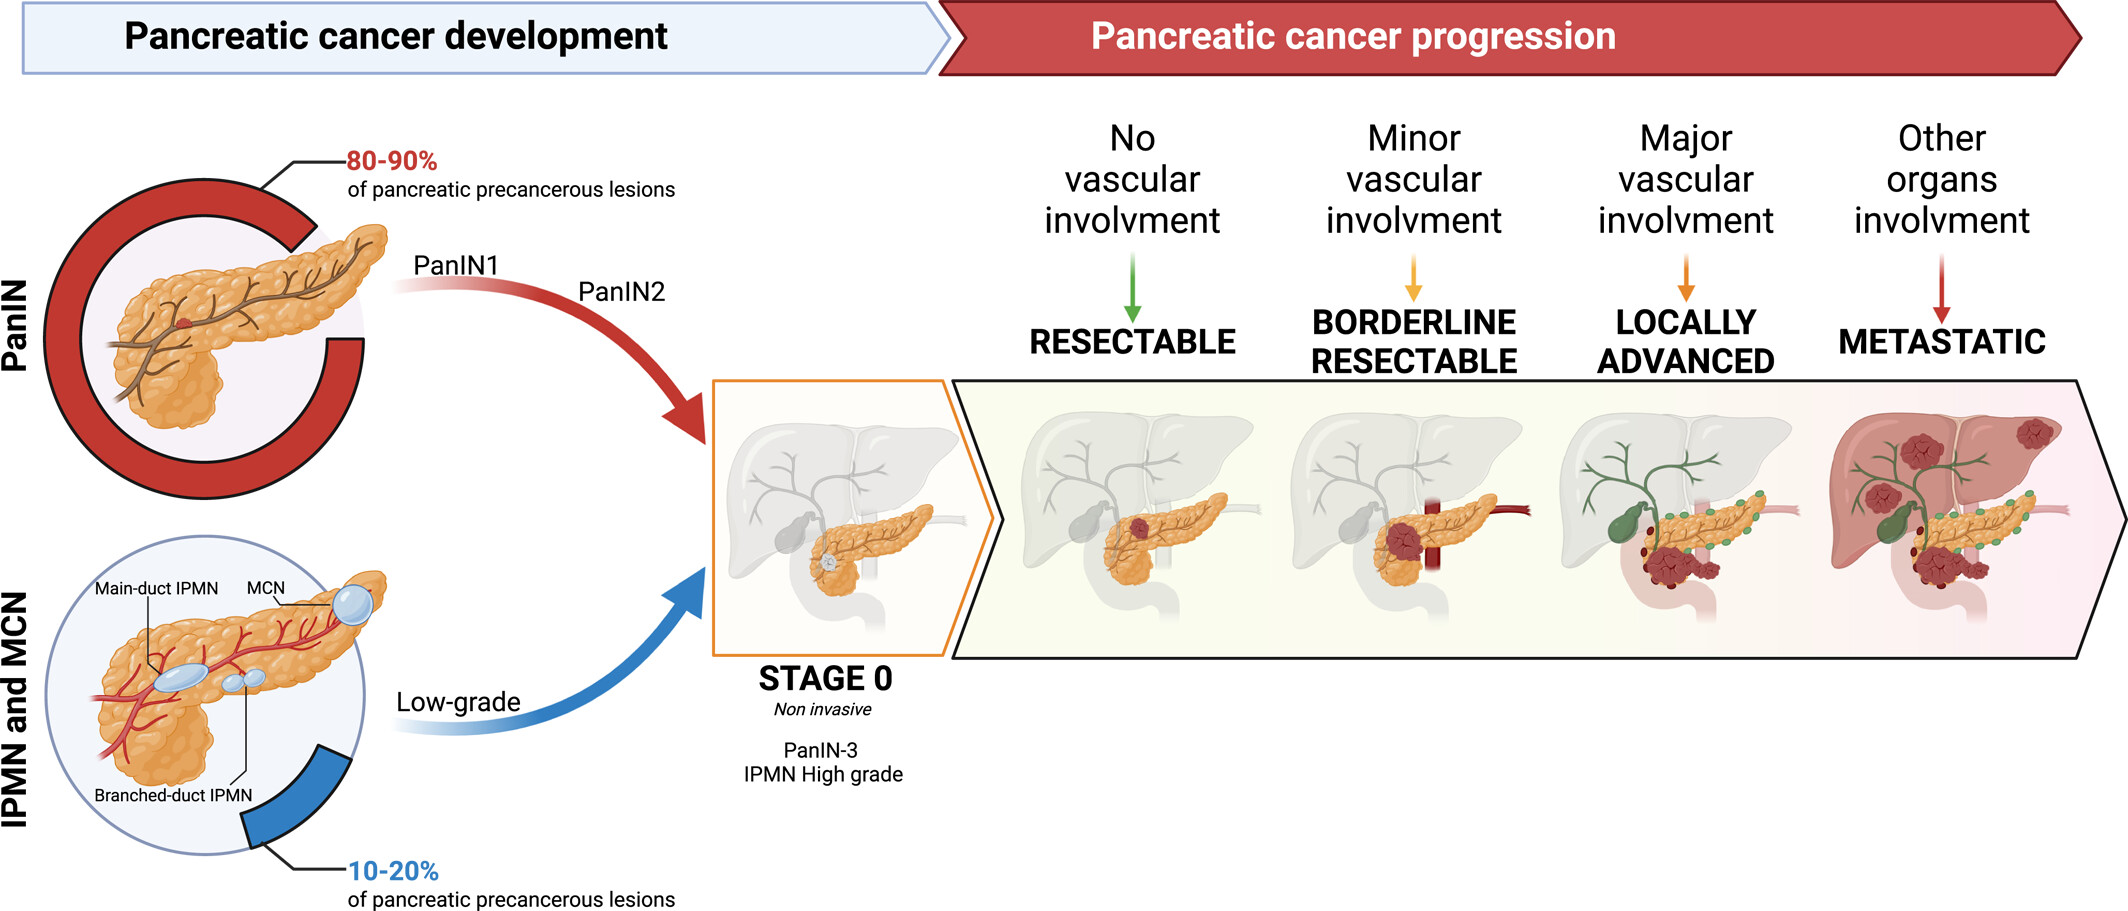 Pancreatic cancer development
Pancreatic cancer progression
80-90%
of pancreatic precancerous lesions
PanIN
PanIN1
PanIN2
No
vascular
involvment
RESECTABLE
Minor
vascular
involvment
BORDERLINE
RESECTABLE
Major
vascular
involvment
LOCALLY
ADVANCED
Other
organs
involvment
METASTATIC
IPMN and MCN
Main-duct IPMN
MCN
Branched-duct IPMN
Low-grade
10-20%
of pancreatic precancerous lesions
STAGE 0
Non invasive
PanIN-3
IPMN High grade